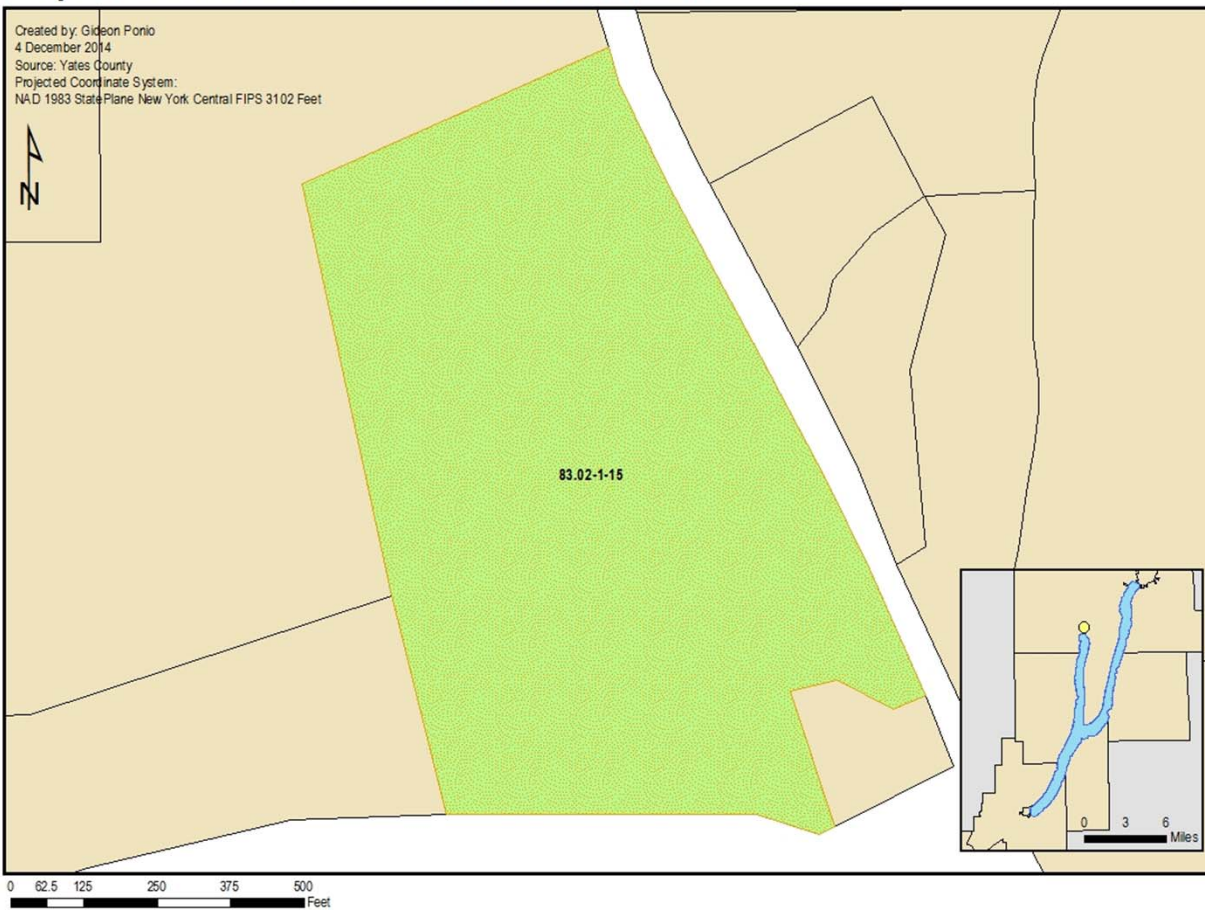 Created by: Gideon Ponio
4 December 2014
Source: Yates County
Projected Coordinate System:
NAD 1983 StatePlane New York Central FIPS 3102 Feet
N
83.02-1-15
0 3 6
Miles
0 62.5 125 250 375 500
Feet